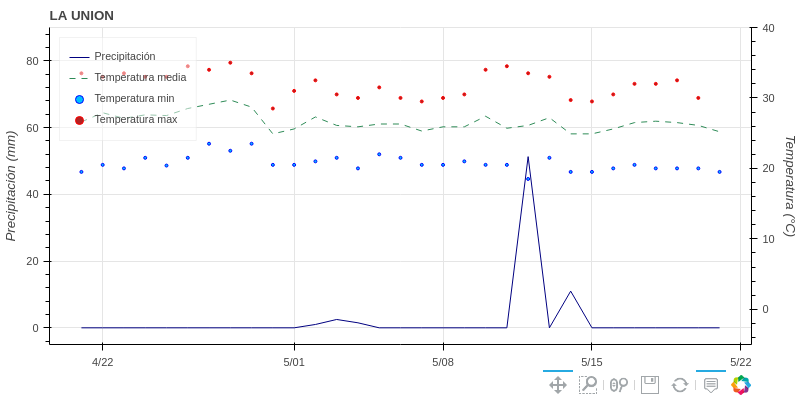 LA UNION
Precipitación
Temperatura media
Temperatura min
Temperatura max
Precipitación (mm)
80
60
40
20
0
Temperatura (°C)
40
30
20
10
0
4/22
5/01
5/08
5/15
5/22